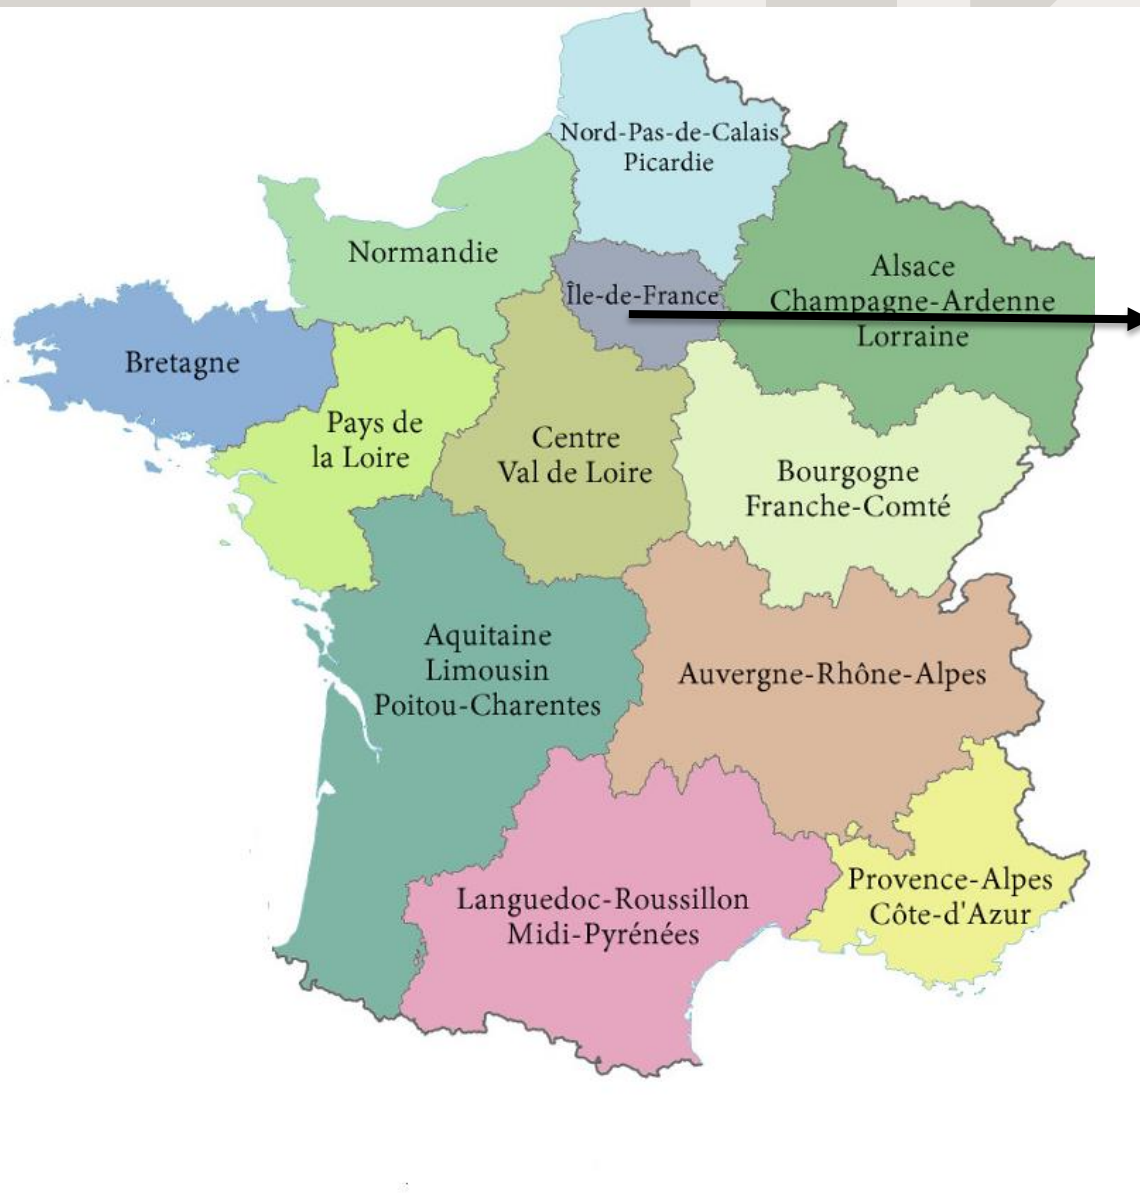 Nord-Pas-de-Calais
Picardie
Normandie
Île-de-France
Alsace
Champagne-Ardenne
Lorraine
Bretagne
Pays de
la Loire
Centre
Val de Loire
Bourgogne
Franche-Comté
Aquitaine
Limousin
Poitou-Charentes
Auvergne-Rhône-Alpes
Provence-Alpes
Côte-d'Azur
Languedoc-Roussillon
Midi-Pyrénées